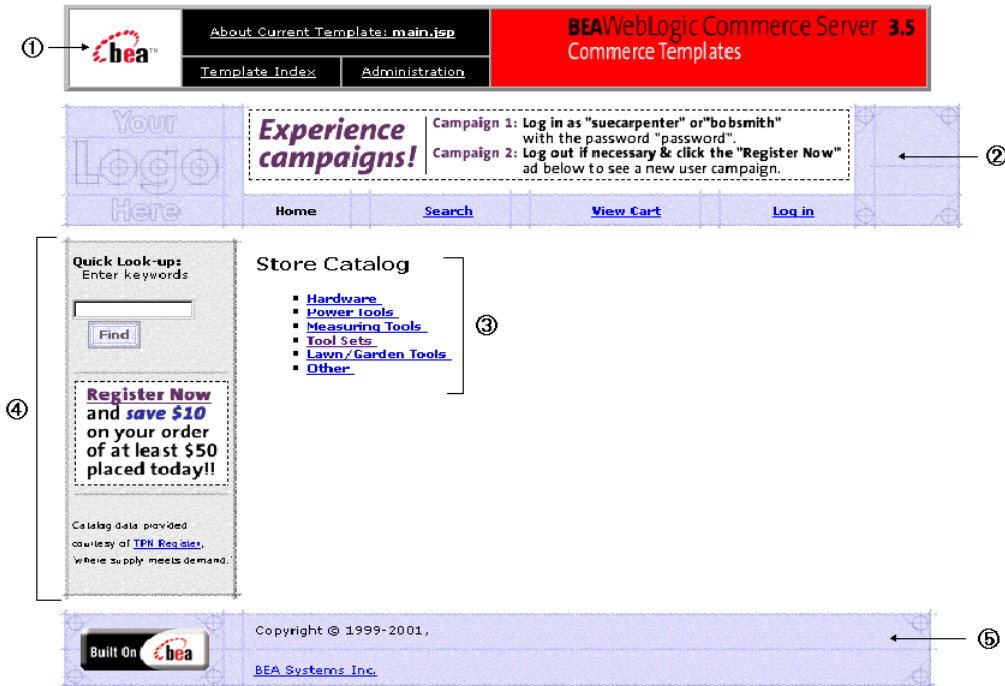 ①
bea™
About Current Template: main.jsp
Template Index
Administration
BEAWebLogic Commerce Server 3.5
Commerce Templates
Your
Logo
Here
Experience
campaigns!
Campaign 1: Log in as "suecarpenter" or"bobsmith"
with the password "password".
Campaign 2: Log out if necessary & click the "Register Now"
ad below to see a new user campaign.
②
Home
Search
View Cart
Log in
④
Quick Look-up:
Enter keywords
Find
Register Now
and save $10
on your order
of at least $50
placed today!!
Catalog data provided
courtesy of TPN Register,
'where supply meets demand.'
Store Catalog
Hardware
Power Tools
Measuring Tools
Tool Sets
Lawn/Garden Tools
Other
③
Built On bea
Copyright © 1999-2001,
BEA Systems Inc.
⑤